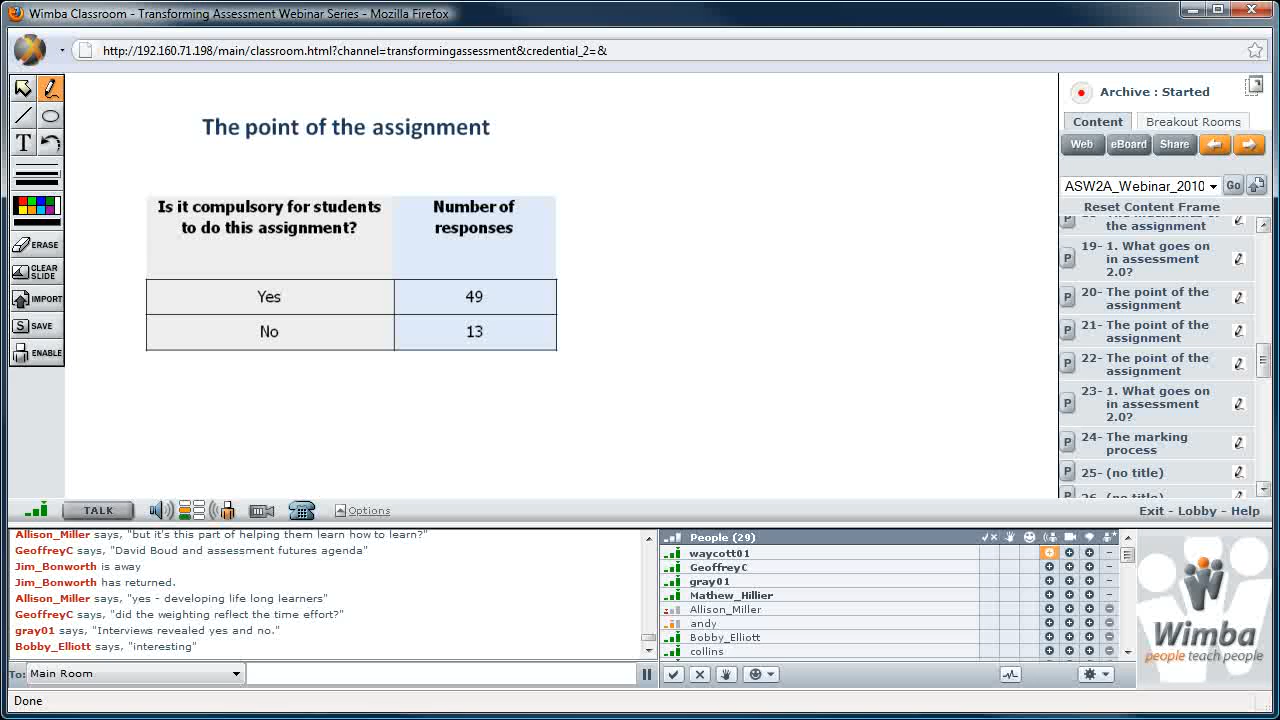 Wimba Classroom - Transforming Assessment Webinar Series - Mozilla Firefox
http://192.160.71.198/main/classroom.html?channel=transformingassessment&credential_2=&
T
ERASE
CLEAR
SLIDE
IMPORT
SAVE
ENABLE
The point of the assignment
Is it compulsory for students
to do this assignment?
Number of
responses
Yes
49
No
13
Archive : Started
Content
Breakout Rooms
Web
eBoard
Share
ASW2A_Webinar_2010
Go
Reset Content Frame
the assignment
P
19- 1. What goes on
in assessment
2.0?
P
20- The point of the
assignment
P
21- The point of the
assignment
P
22- The point of the
assignment
P
23- 1. What goes on
in assessment
2.0?
P
24- The marking
process
P
25- (no title)
TALK
Options
Exit - Lobby - Help
Allison_Miller says, "but it's this part of helping them learn how to learn?"
GeoffreyC says, "David Boud and assessment futures agenda"
Jim_Bonworth is away
Jim_Bonworth has returned.
Allison_Miller says, "yes - developing life long learners"
GeoffreyC says, "did the weighting reflect the time effort?"
gray01 says, "Interviews revealed yes and no."
Bobby_Elliott says, "interesting"
To:
Main Room
People (29)
waycott01
GeoffreyC
gray01
Mathew_Hillier
Allison_Miller
andy
Bobby_Elliott
collins
Wimba
people teach people
Done